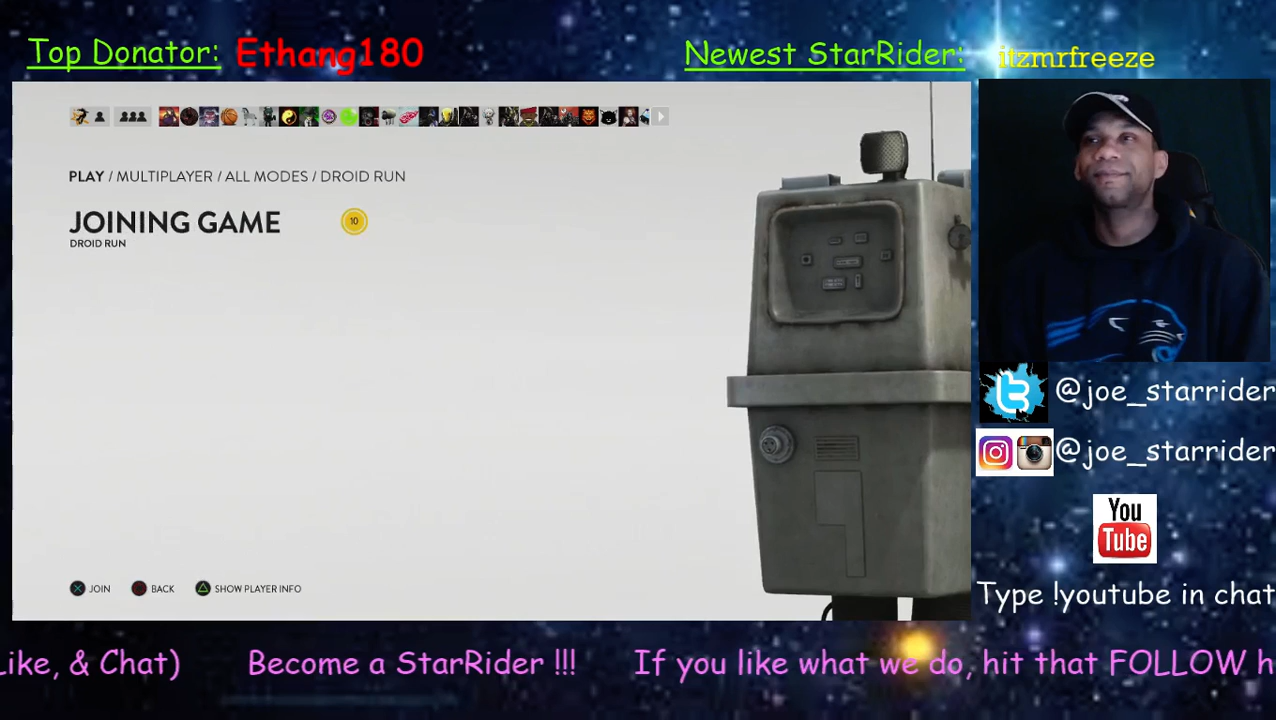 Top Donator: Ethang180
Newest StarRider: itzmrfreeze
PLAY / MULTIPLAYER / ALL MODES / DROID RUN
JOINING GAME 10
DROID RUN
JOIN BACK SHOW PLAYER INFO
@joe_starrider
@joe_starrider
You
Tube
Type !youtube in chat
Like, & Chat) Become a StarRider !!! If you like what we do, hit that FOLLOW h